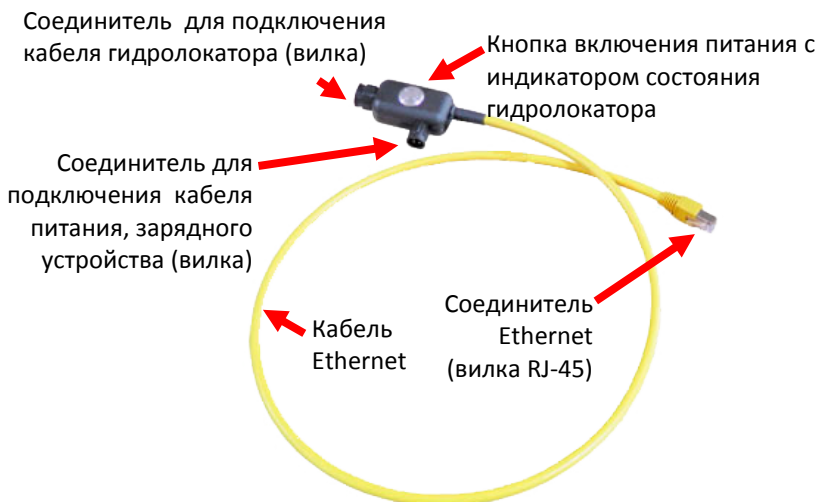 Соединитель для подключения
кабеля гидролокатора (вилка)
Кнопка включения питания с
индикатором состояния
гидролокатора
Соединитель для
подключения кабеля
питания, зарядного
устройства (вилка)
Кабель
Ethernet
Соединитель
Ethernet
(вилка RJ-45)